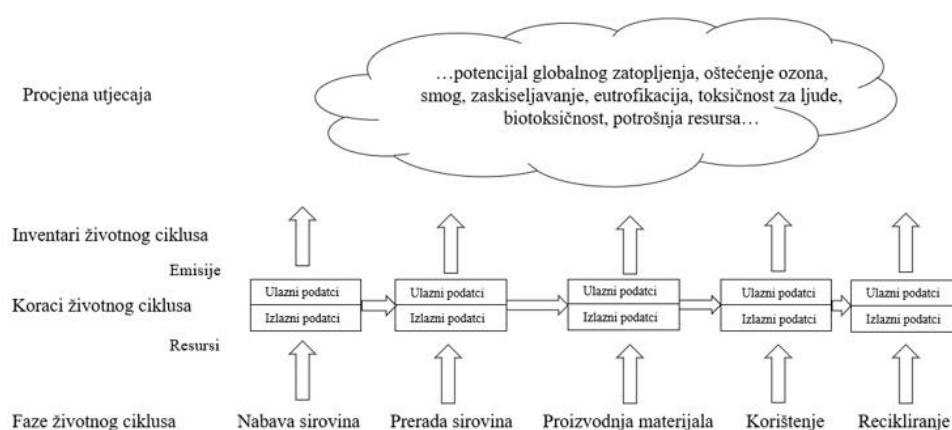 …potencijal globalnog zatopljenja, oštećenje ozona,
smog, zaskiseljavanje, eutrofikacija, toksičnost za ljude,
biotoksičnost, potrošnja resursa…
Procjena utjecaja
Inventari životnog ciklusa
Emisije
Koraci životnog ciklusa
Ulazni podatci
Izlazni podatci
Ulazni podatci
Izlazni podatci
Ulazni podatci
Izlazni podatci
Ulazni podatci
Izlazni podatci
Ulazni podatci
Izlazni podatci
Resursi
Faze životnog ciklusa
Nabava sirovina
Prerada sirovina
Proizvodnja materijala
Korištenje
Recikliranje